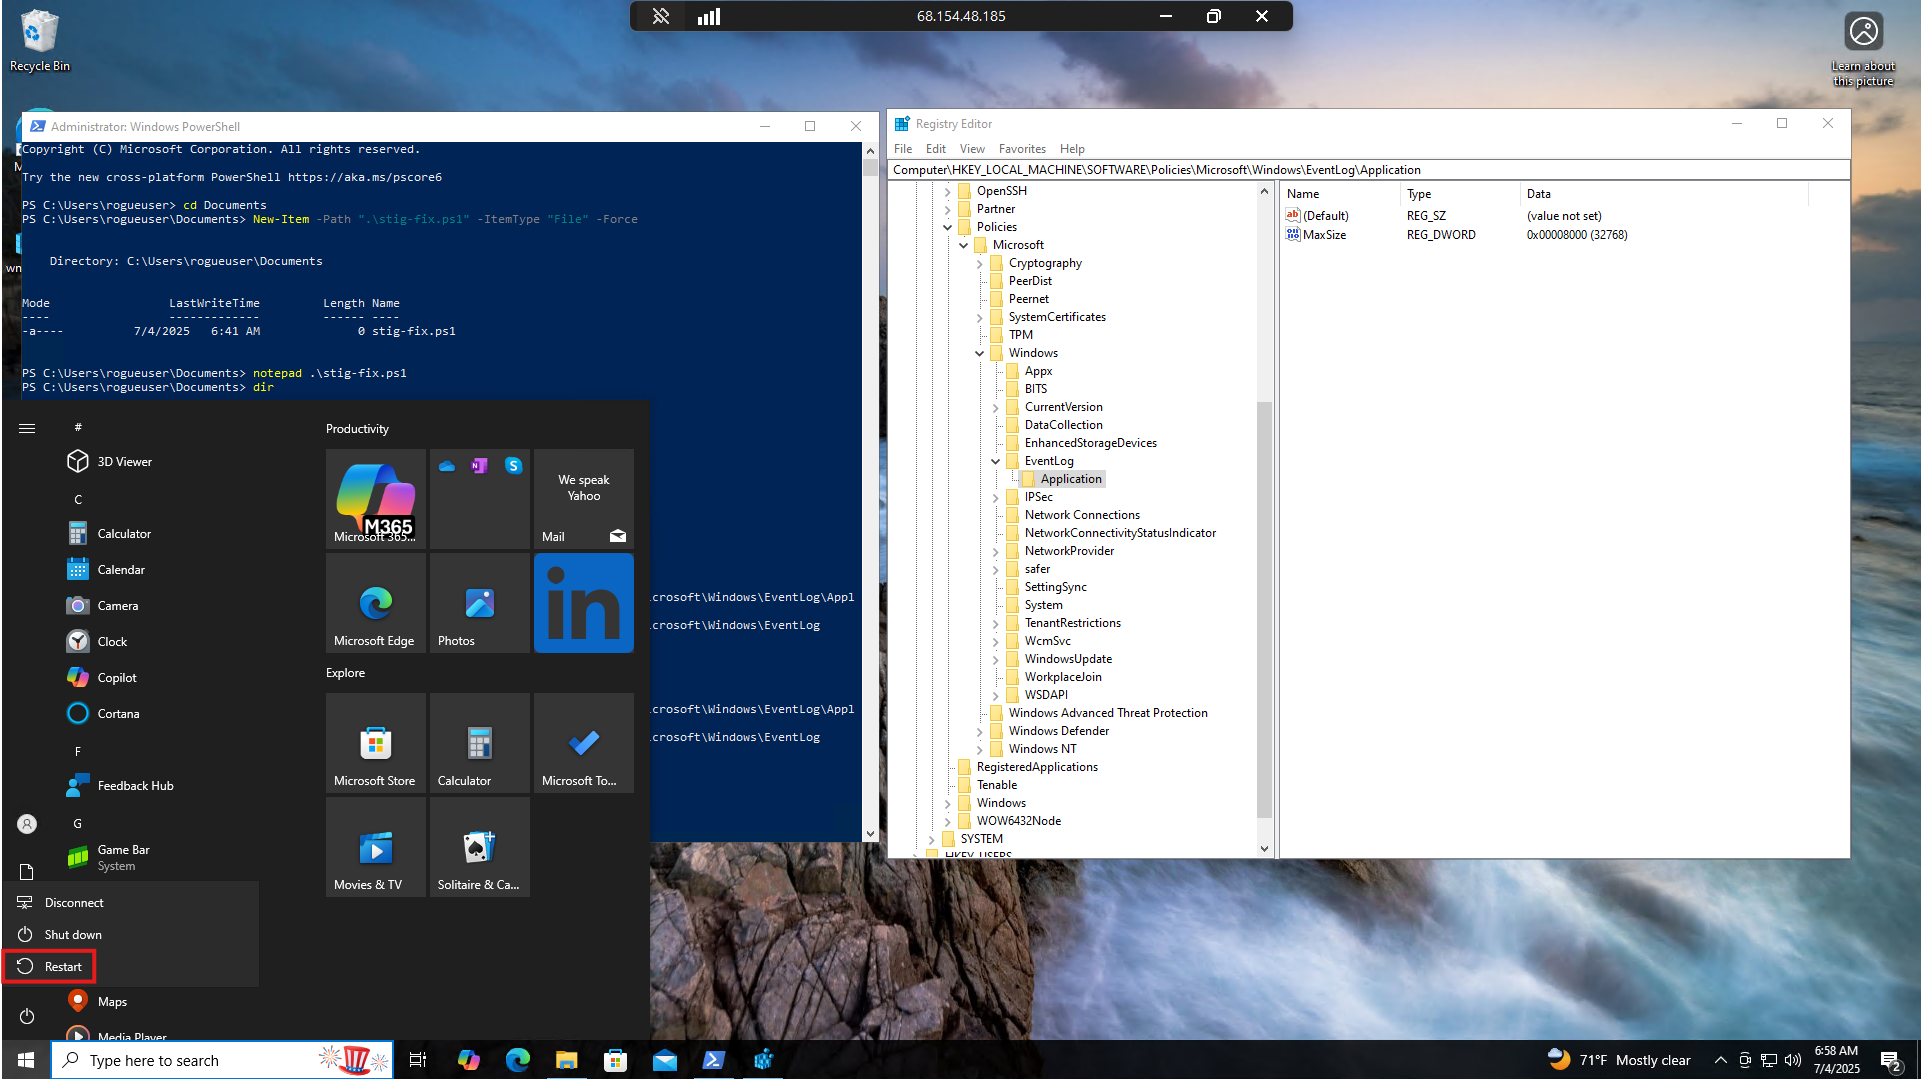 68.154.48.185
Recycle Bin
Learn about
this picture
Administrator: Windows PowerShell
Copyright (C) Microsoft Corporation. All rights reserved.
Try the new cross-platform PowerShell https://aka.ms/pscore6
PS C:\Users\rogueuser> cd Documents
PS C:\Users\rogueuser\Documents> New-Item -Path ".\stig-fix.ps1" -ItemType "File" -Force
Directory: C:\Users\rogueuser\Documents
Mode LastWriteTime Length Name
---- ------------- ------ ----
-a---- 7/4/2025 6:41 AM 0 stig-fix.ps1
PS C:\Users\rogueuser\Documents> notepad .\stig-fix.ps1
PS C:\Users\rogueuser\Documents> dir
icrosoft\Windows\EventLog\Appl
icrosoft\Windows\EventLog
icrosoft\Windows\EventLog\Appl
icrosoft\Windows\EventLog
#
3D Viewer
C
Calculator
Calendar
Camera
Clock
Copilot
Cortana
F
Feedback Hub
G
Game Bar
System
Disconnect
Shut down
Restart
Maps
Media Player
Productivity
M365
Microsoft 365...
We speak
Yahoo
Mail
Microsoft Edge
Photos
in
Explore
Microsoft Store
Calculator
Microsoft To...
Movies & TV
Solitaire & Ca...
Registry Editor
File Edit View Favorites Help
Computer\HKEY_LOCAL_MACHINE\SOFTWARE\Policies\Microsoft\Windows\EventLog\Application
OpenSSH
Partner
Policies
Microsoft
Cryptography
PeerDist
Peernet
SystemCertificates
TPM
Windows
Appx
BITS
CurrentVersion
DataCollection
EnhancedStorageDevices
EventLog
Application
IPSec
Network Connections
NetworkConnectivityStatusIndicator
NetworkProvider
safer
SettingSync
System
TenantRestrictions
WcmSvc
WindowsUpdate
WorkplaceJoin
WSDAPI
Windows Advanced Threat Protection
Windows Defender
Windows NT
RegisteredApplications
Tenable
Windows
WOW6432Node
SYSTEM
HKEY_USERS
Name Type Data
(Default) REG_SZ (value not set)
MaxSize REG_DWORD 0x00008000 (32768)
Type here to search
71°F Mostly clear
6:58 AM
7/4/2025
2